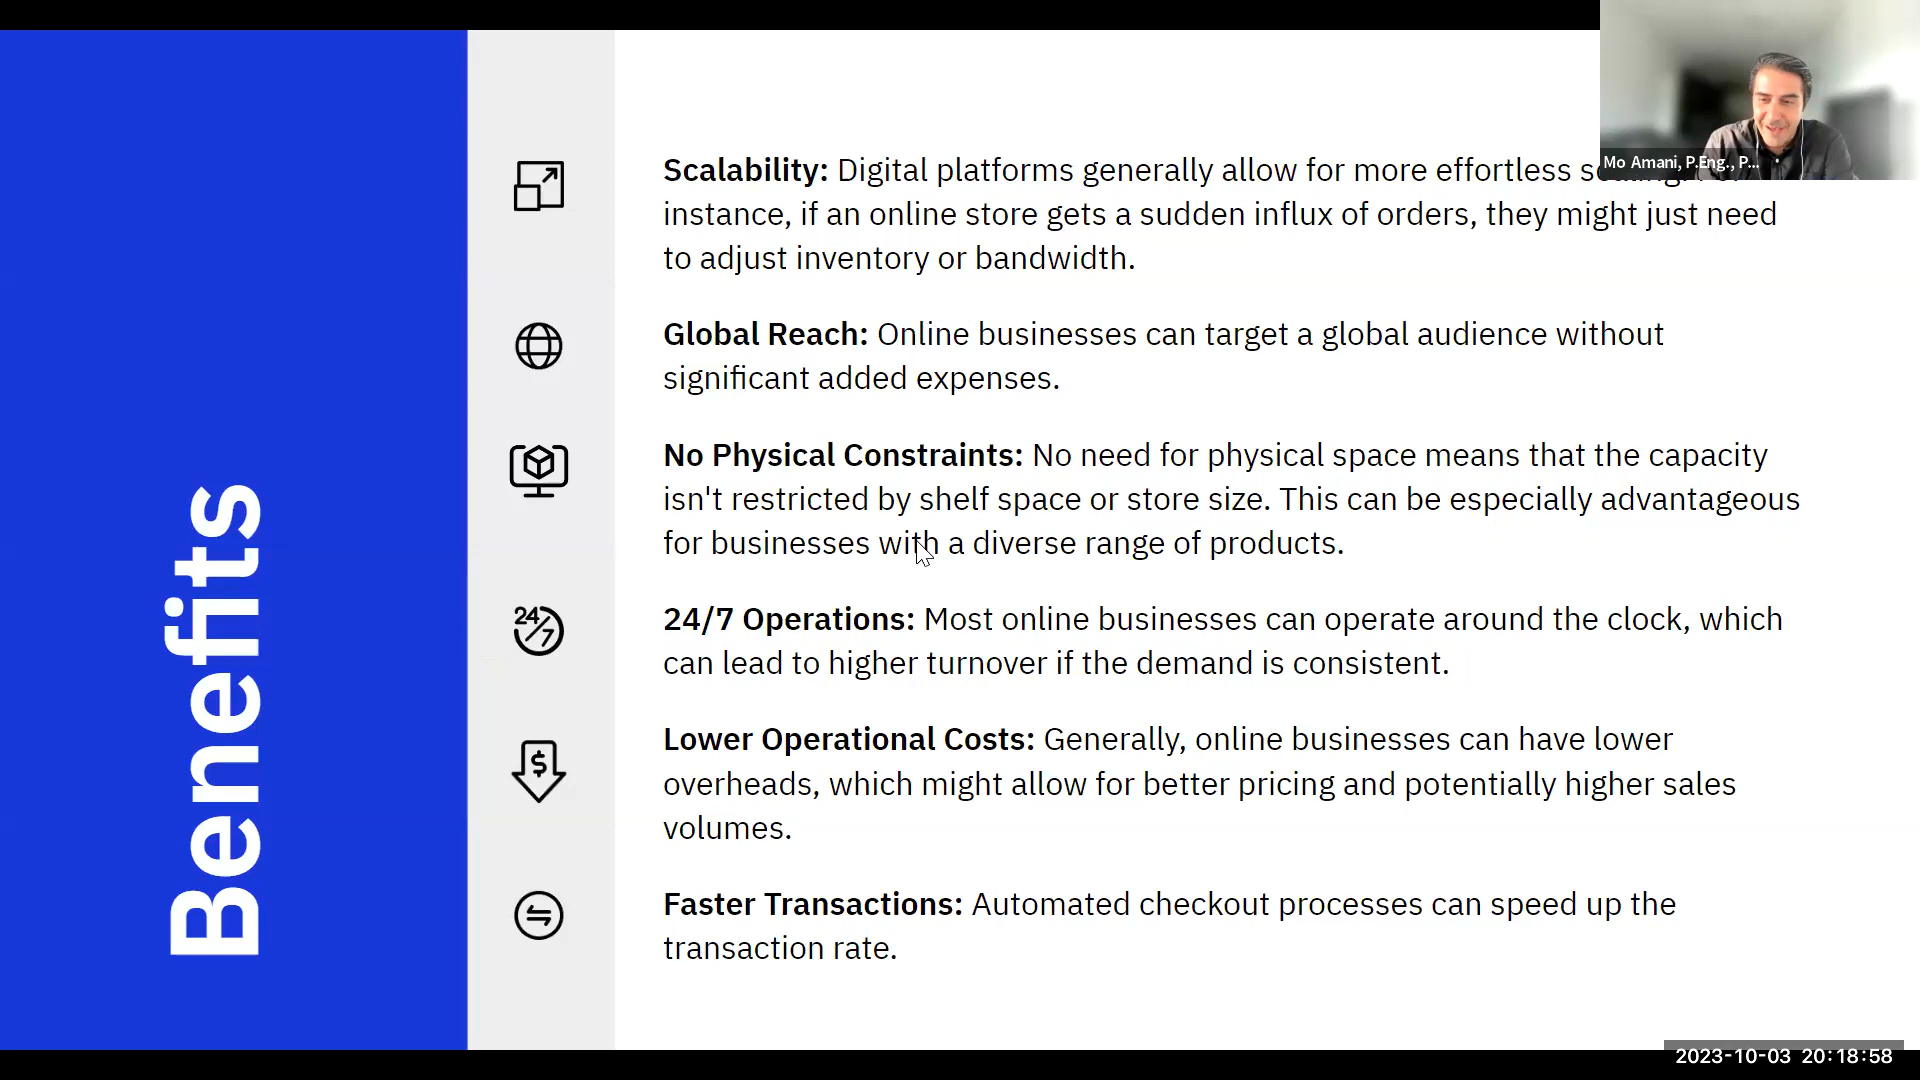 Benefits
Scalability: Digital platforms generally allow for more effortless
instance, if an online store gets a sudden influx of orders, they might just need
to adjust inventory or bandwidth.
Global Reach: Online businesses can target a global audience without
significant added expenses.
No Physical Constraints: No need for physical space means that the capacity
isn't restricted by shelf space or store size. This can be especially advantageous
for businesses with a diverse range of products.
24/7
24/7 Operations: Most online businesses can operate around the clock, which
can lead to higher turnover if the demand is consistent.
$
Lower Operational Costs: Generally, online businesses can have lower
overheads, which might allow for better pricing and potentially higher sales
volumes.
Faster Transactions: Automated checkout processes can speed up the
transaction rate.
Mo Amani, P.Eng., P...
2023-10-03 20:18:58